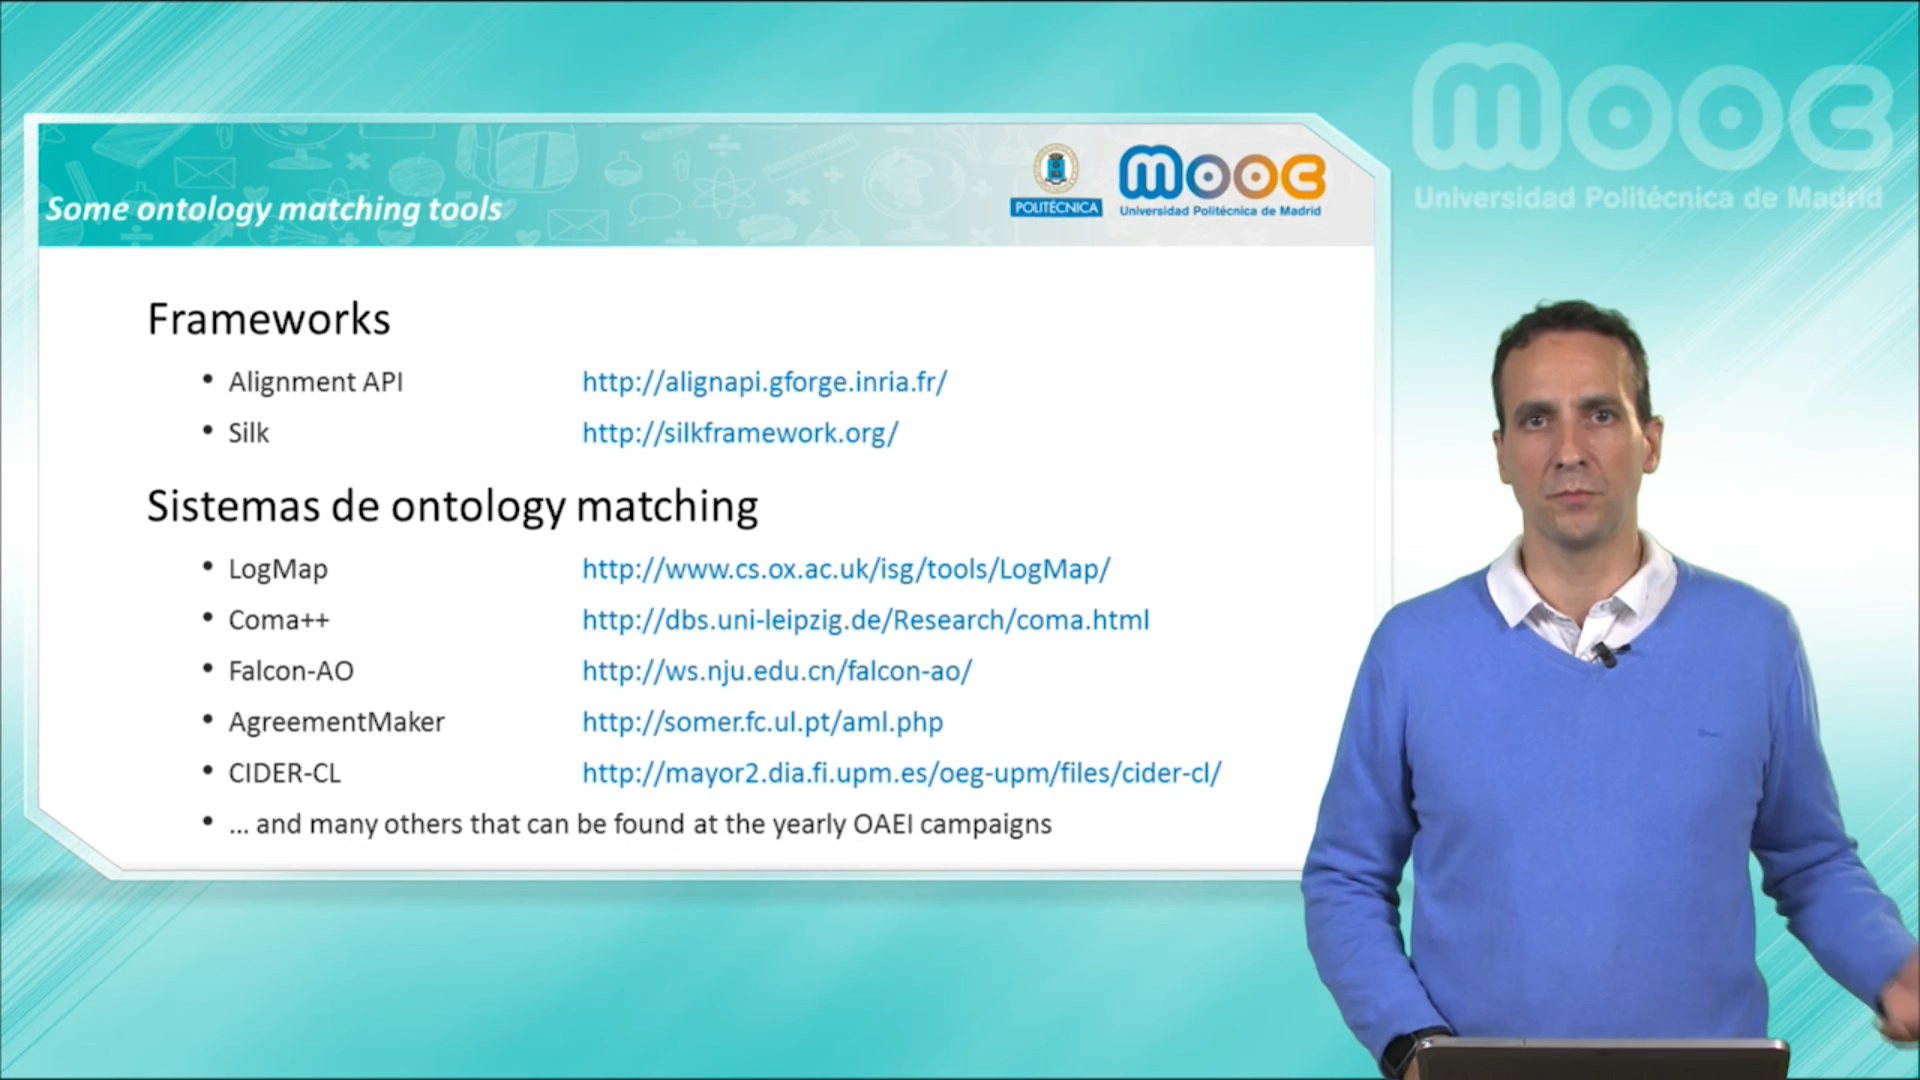 mooc
Universidad Politécnica de Madrid
Some ontology matching tools
POLITÉCNICA
mooc
Universidad Politécnica de Madrid
Frameworks
• Alignment API http://alignapi.gforge.inria.fr/
• Silk http://silkframework.org/
Sistemas de ontology matching
• LogMap http://www.cs.ox.ac.uk/isg/tools/LogMap/
• Coma++ http://dbs.uni-leipzig.de/Research/coma.html
• Falcon-AO http://ws.nju.edu.cn/falcon-ao/
• AgreementMaker http://somer.fc.ul.pt/aml.php
• CIDER-CL http://mayor2.dia.fi.upm.es/oeg-upm/files/cider-cl/
• ... and many others that can be found at the yearly OAEI campaigns